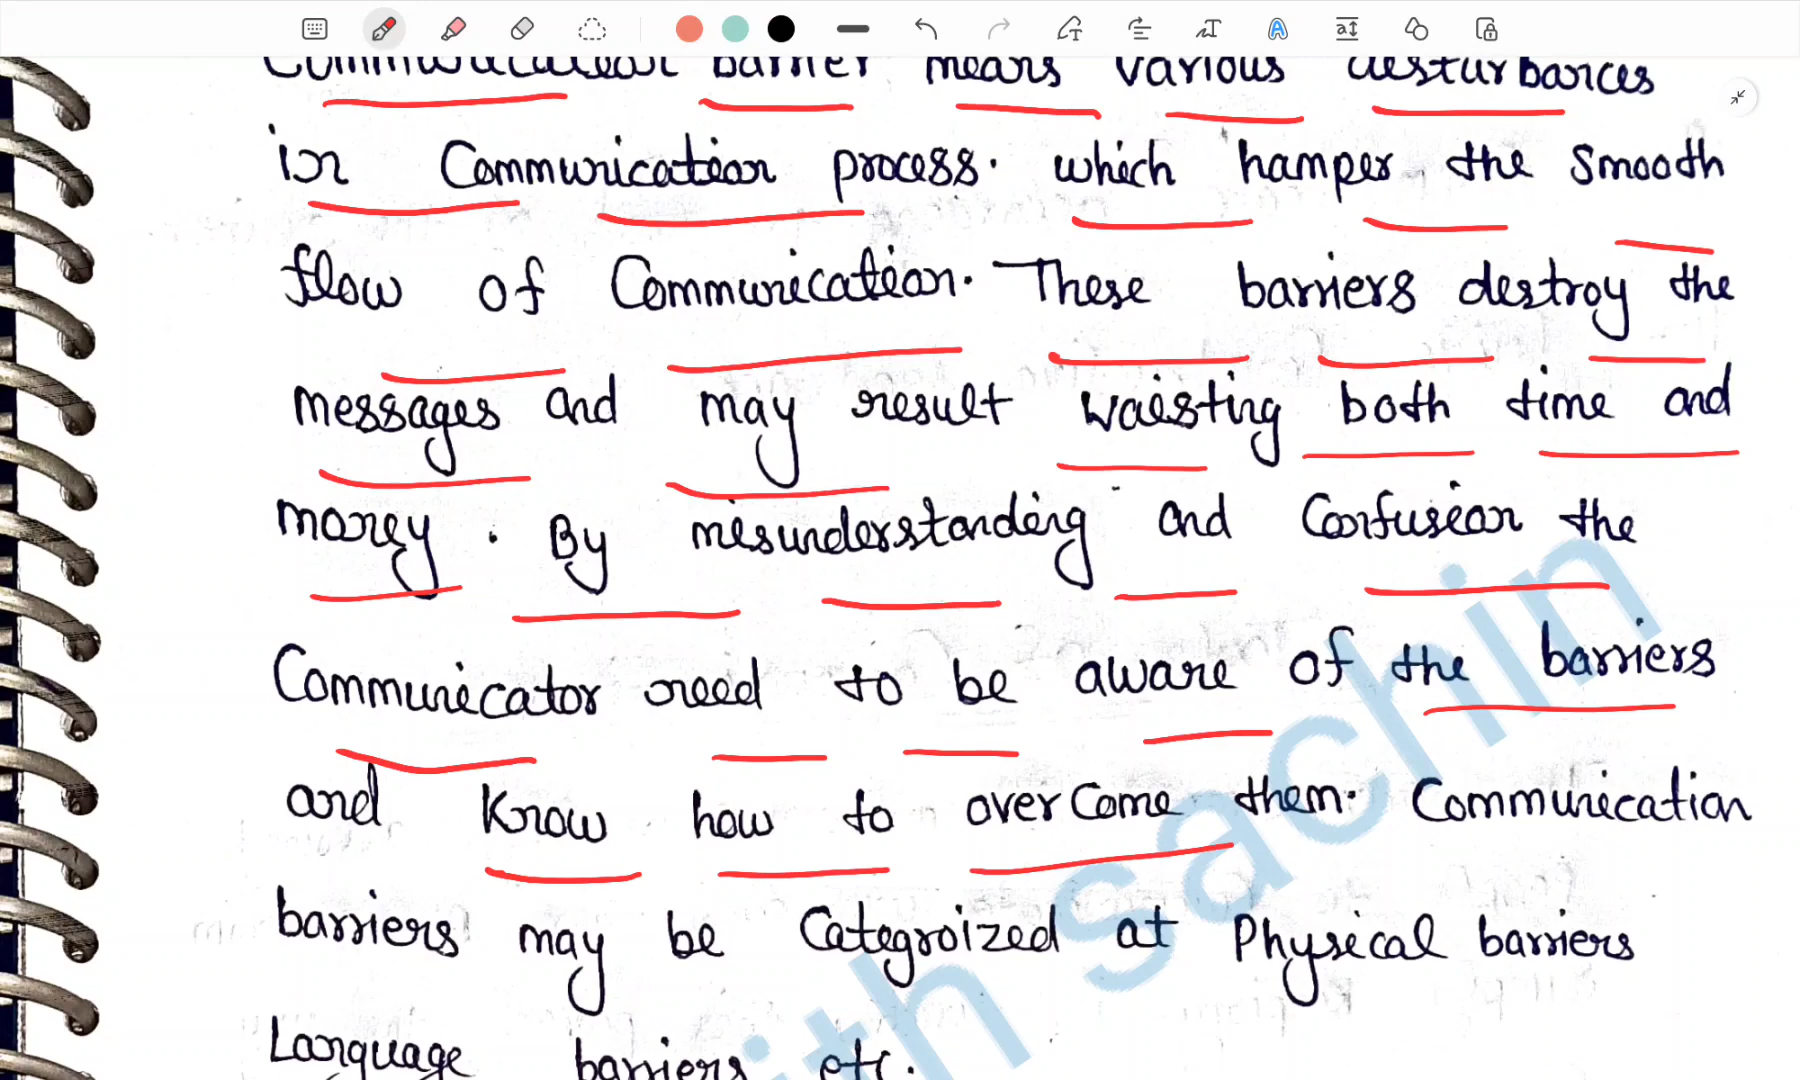 Communication barrier means various desturbances
in Communication process. which hamper the smooth
flow of Communication. These barriers destroy the
messages and may result waisting both time and
money. By misunderstanding and Confusion the
Communicator need to be aware of the barriers
and Know how to overCome them. Communication
barriers may be Categroized at Physical barriers
Language barriers etc.
ith sachin